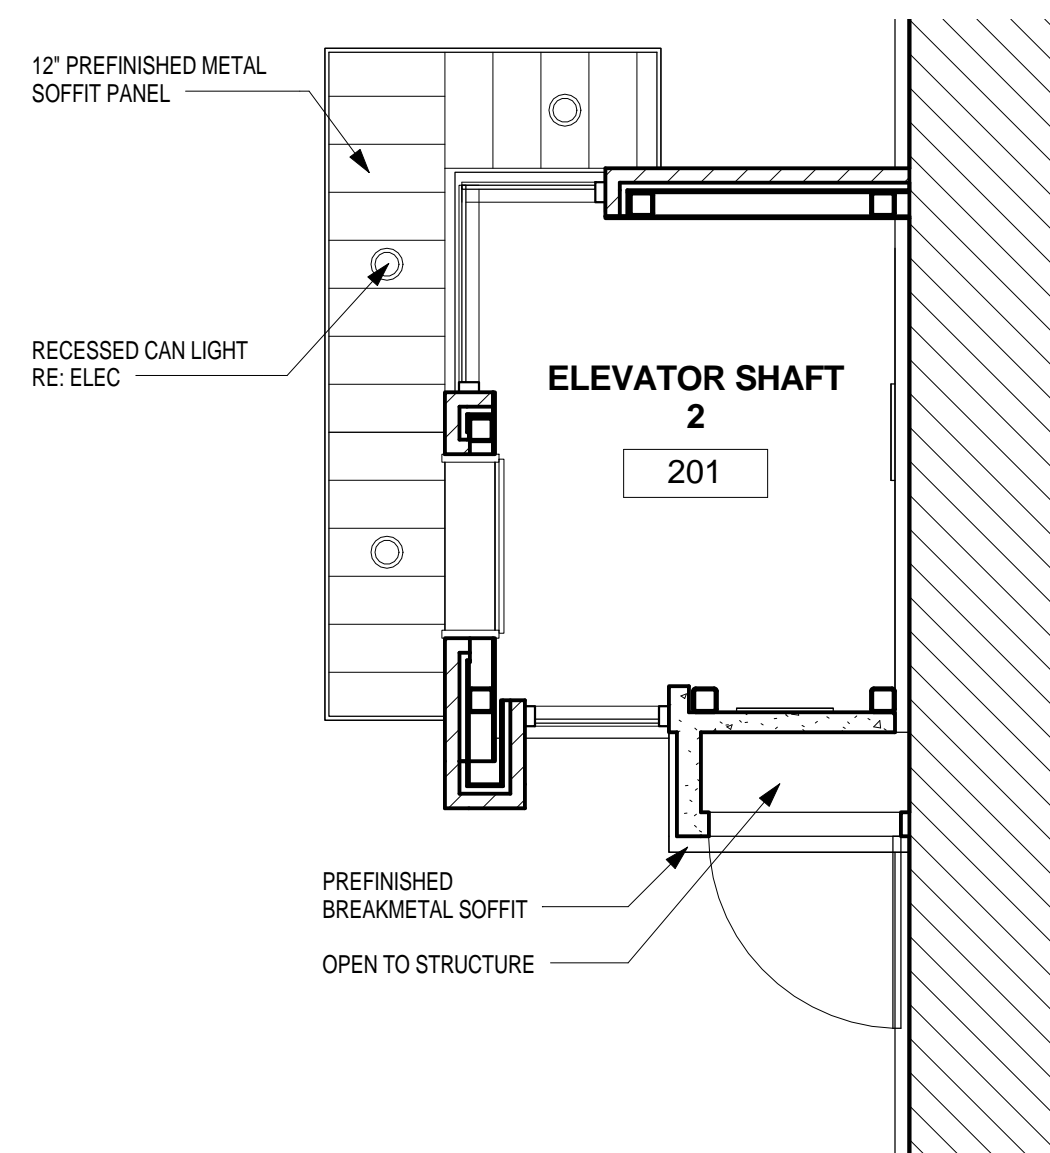 12" PREFINISHED METAL
SOFFIT PANEL
RECESSED CAN LIGHT
RE: ELEC
ELEVATOR SHAFT
2
201
PREFINISHED
BREAKMETAL SOFFIT
OPEN TO STRUCTURE